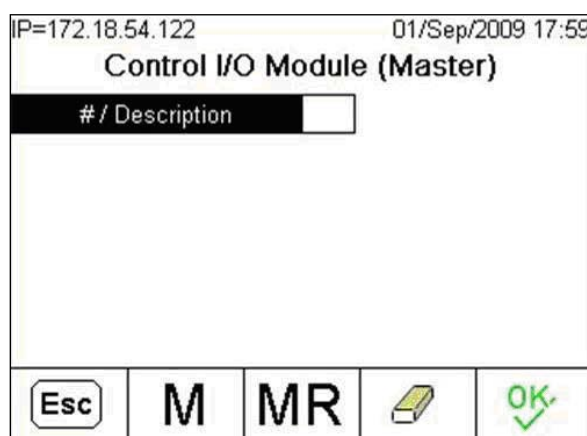 IP=172.18.54.122 01/Sep/2009 17:59
Control I/O Module (Master)
# / Description
Esc M MR OK